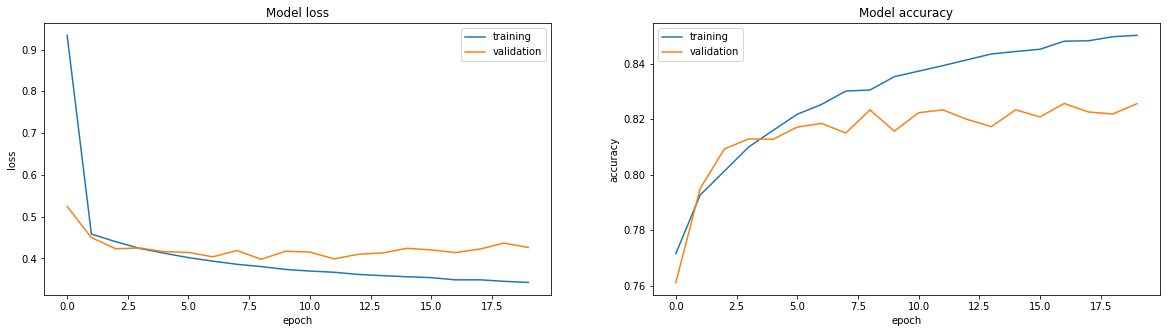 Model loss
training
validation
0.9
0.8
0.7
0.6
0.5
0.4
loss
0.0 2.5 5.0 7.5 10.0 12.5 15.0 17.5
epoch
Model accuracy
training
validation
0.84
0.82
0.80
0.78
0.76
accuracy
0.0 2.5 5.0 7.5 10.0 12.5 15.0 17.5
epoch